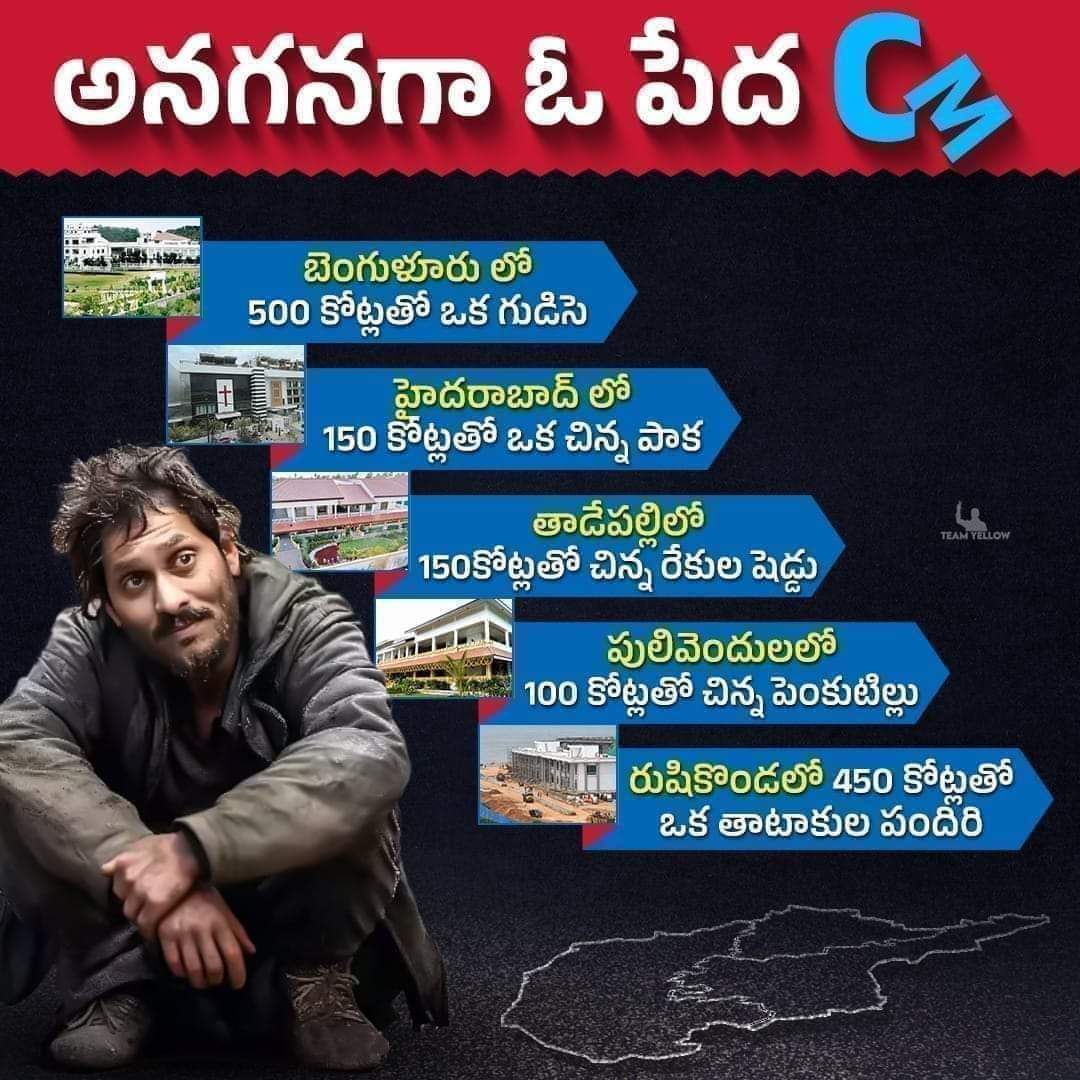 అనగనగా ఓ పేద CM
బెంగుళూరు లో
500 కోట్లతో ఒక గుడిసె
హైదరాబాద్ లో
150 కోట్లతో ఒక చిన్న పాక
తాడేపల్లిలో
150కోట్లతో చిన్న రేకుల షెడ్డు
TEAM YELLOW
పులివెందులలో
100 కోట్లతో చిన్న పెంకుటిల్లు
రుషికొండలో 450 కోట్లతో
ఒక తాటాకుల పందిరి